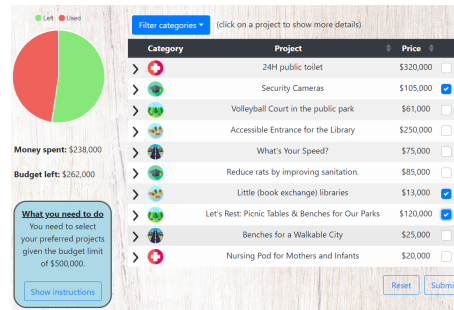 Left Used
Filter categories (click on a project to show more details)
Category Project Price
24H public toilet $320,000
Security Cameras $105,000
Volleyball Court in the public park $61,000
Accessible Entrance for the Library $250,000
Money spent: $238,000
What's Your Speed? $75,000
Budget left: $262,000
Reduce rats by improving sanitation. $85,000
Little (book exchange) libraries $13,000
Let's Rest: Picnic Tables & Benches for Our Parks $120,000
Benches for a Walkable City $25,000
Nursing Pod for Mothers and Infants $20,000
What you need to do
You need to select
your preferred projects
given the budget limit
of $500,000.
Show instructions
Reset Submi